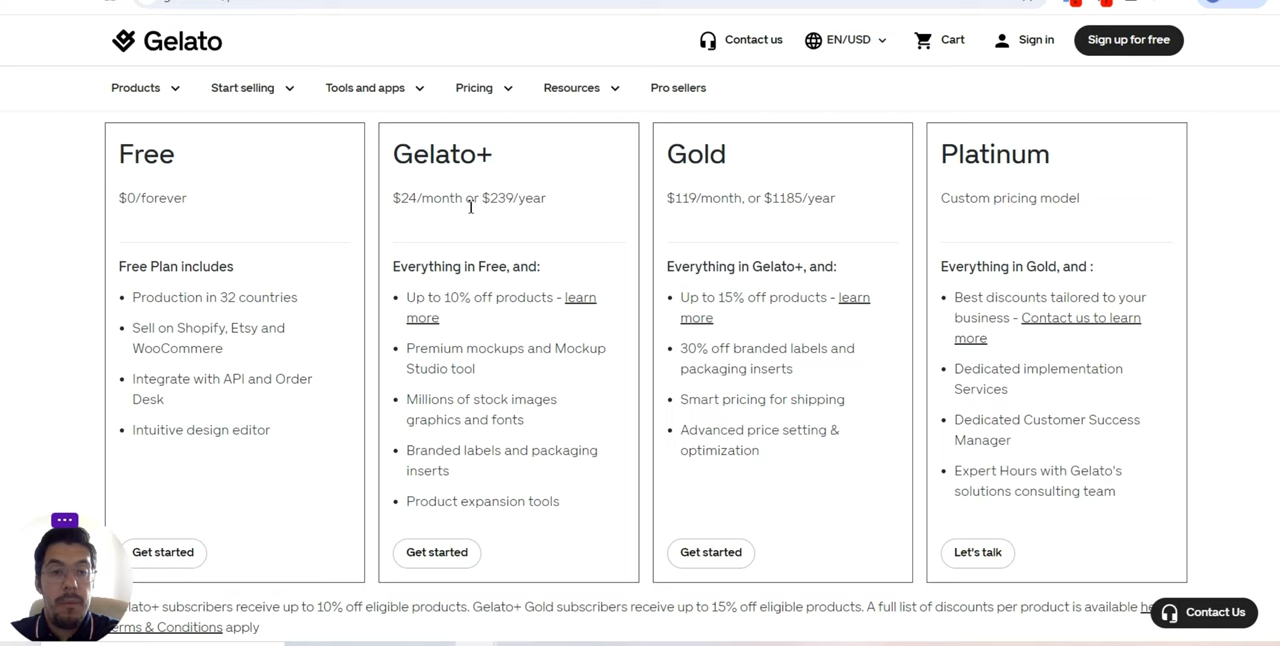 Gelato
Contact us
EN/USD
Cart
Sign in
Sign up for free
Products
Start selling
Tools and apps
Pricing
Resources
Pro sellers
Free
$0/forever
Free Plan includes
• Production in 32 countries
• Sell on Shopify, Etsy and
WooCommere
• Integrate with API and Order
Desk
• Intuitive design editor
Get started
Gelato+
$24/month or $239/year
Everything in Free, and:
• Up to 10% off products - learn
more
• Premium mockups and Mockup
Studio tool
• Millions of stock images
graphics and fonts
• Branded labels and packaging
inserts
• Product expansion tools
Get started
Gold
$119/month, or $1185/year
Everything in Gelato+, and:
• Up to 15% off products - learn
more
• 30% off branded labels and
packaging inserts
• Smart pricing for shipping
• Advanced price setting &
optimization
Get started
Platinum
Custom pricing model
Everything in Gold, and :
• Best discounts tailored to your
business - Contact us to learn
more
• Dedicated implementation
Services
• Dedicated Customer Success
Manager
• Expert Hours with Gelato's
solutions consulting team
Let's talk
lato+ subscribers receive up to 10% off eligible products. Gelato+ Gold subscribers receive up to 15% off eligible products. A full list of discounts per product is available
erms & Conditions apply
Contact Us